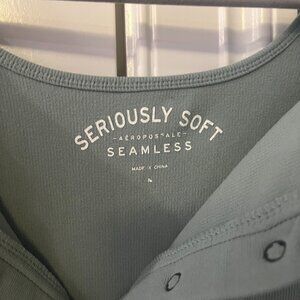 SERIOUSLY SOFT
–AÉROPOSTALE–
SEAMLESS
MADE IN CHINA